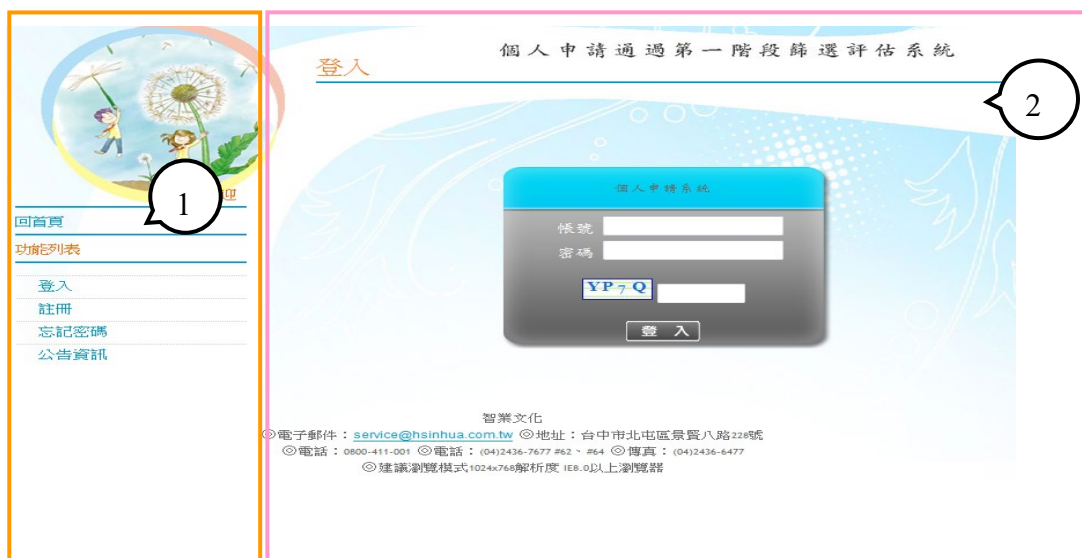 個人申請通過第一階段篩選評估系統
登入
2
1
迎
回首頁
功能列表
登入
註冊
忘記密碼
公告資訊
個人申請系統
帳號
密碼
YP7Q
登 入
智業文化
◎電子郵件：service@hsinhua.com.tw ◎地址：台中市北屯區景賢八路228號
◎電話：0800-411-001 ◎電話：(04)2436-7677 #62、#64 ◎傳真：(04)2436-6477
◎建議瀏覽模式1024x768解析度 IE8.0以上瀏覽器